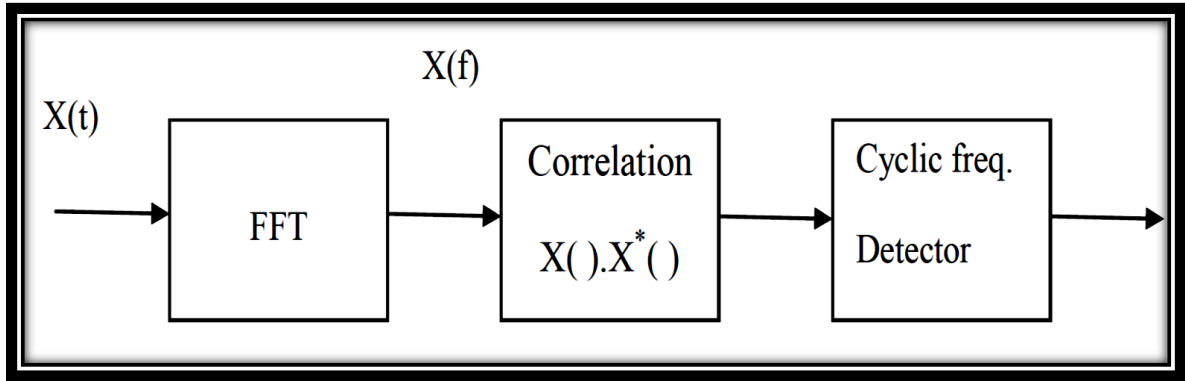 X(t)
FFT
X(f)
Correlation
X( ).X*( )
Cyclic freq.
Detector